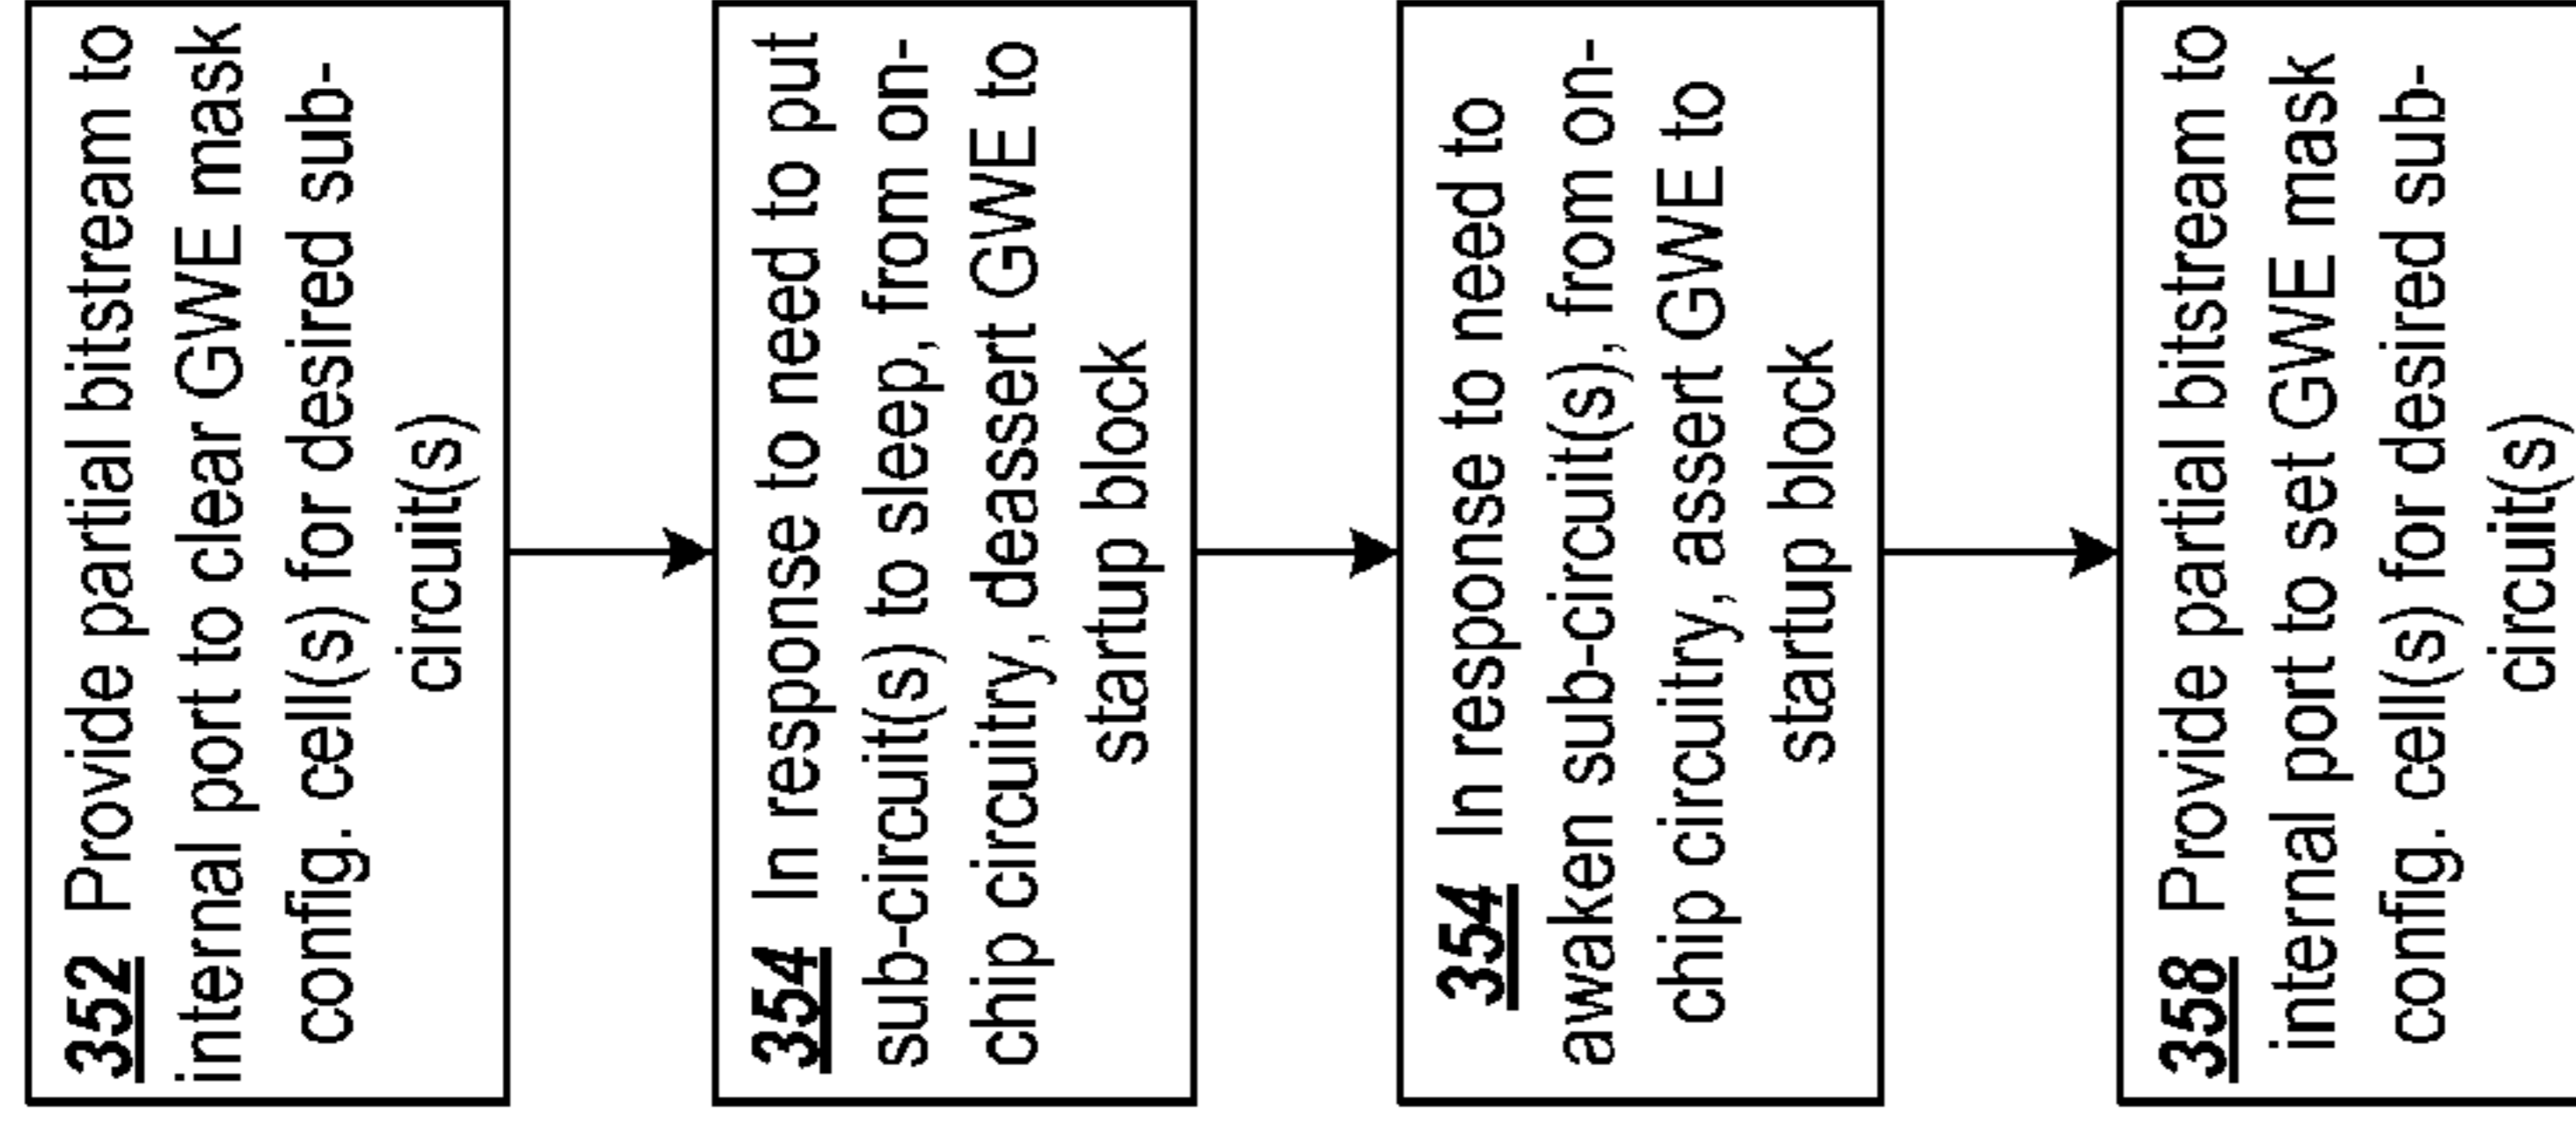 352 Provide partial bitstream to
internal port to clear GWE mask
config. cell(s) for desired sub-
circuit(s)
354 In response to need to put
sub-circuit(s) to sleep, from on-
chip circuitry, deassert GWE to
startup block
354 In response to need to
awaken sub-circuit(s), from on-
chip circuitry, assert GWE to
startup block
358 Provide partial bitstream to
internal port to set GWE mask
config. cell(s) for desired sub-
circuit(s)